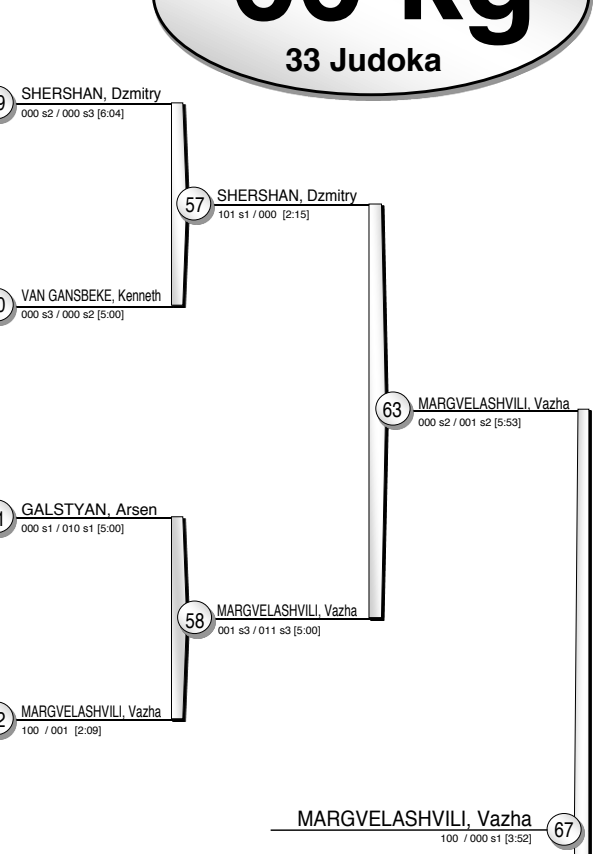 kg
33 Judoka
SHERSHAN, Dzmitry
000 s2 / 000 s3 [6:04]
57
SHERSHAN, Dzmitry
101 s1 / 000 [2:15]
VAN GANSBEKE, Kenneth
000 s3 / 000 s2 [5:00]
63
MARGVELASHVILI, Vazha
000 s2 / 001 s2 [5:53]
GALSTYAN, Arsen
000 s1 / 010 s1 [5:00]
58
MARGVELASHVILI, Vazha
001 s3 / 011 s3 [5:00]
MARGVELASHVILI, Vazha
100 / 001 [2:09]
MARGVELASHVILI, Vazha
100 / 000 s1 [3:52]
67